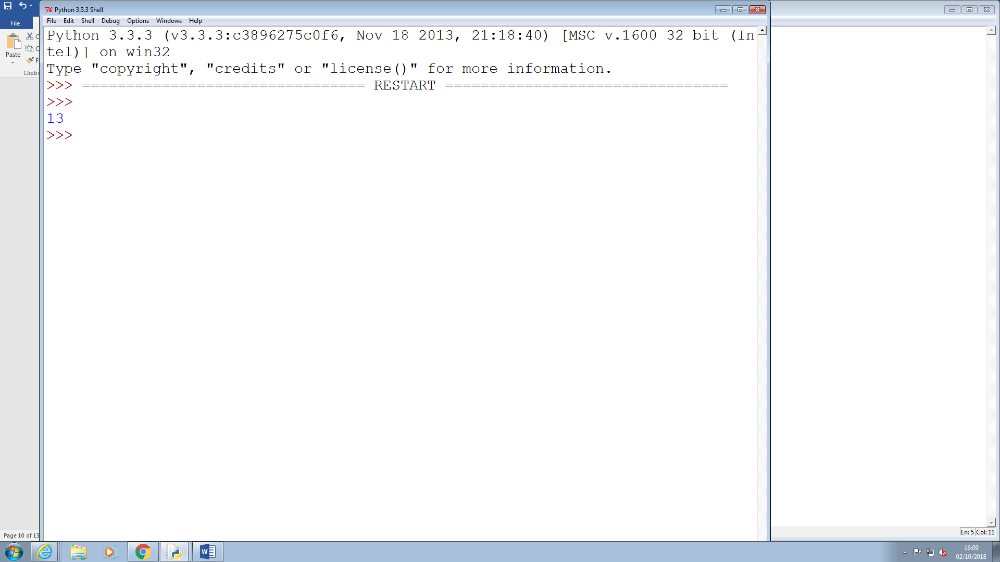 Python 3.3.3 Shell
File
File Edit Shell Debug Options Windows Help
Python 3.3.3 (v3.3.3:c3896275c0f6, Nov 18 2013, 21:18:40) [MSC v.1600 32 bit (In
tel)] on win32
Type "copyright", "credits" or "license()" for more information.
>>> ================================ RESTART ================================
>>>
13
>>>
Paste
Clipb
Page 10 of 13
Ln: 5 Col: 11
16:09
02/10/2018